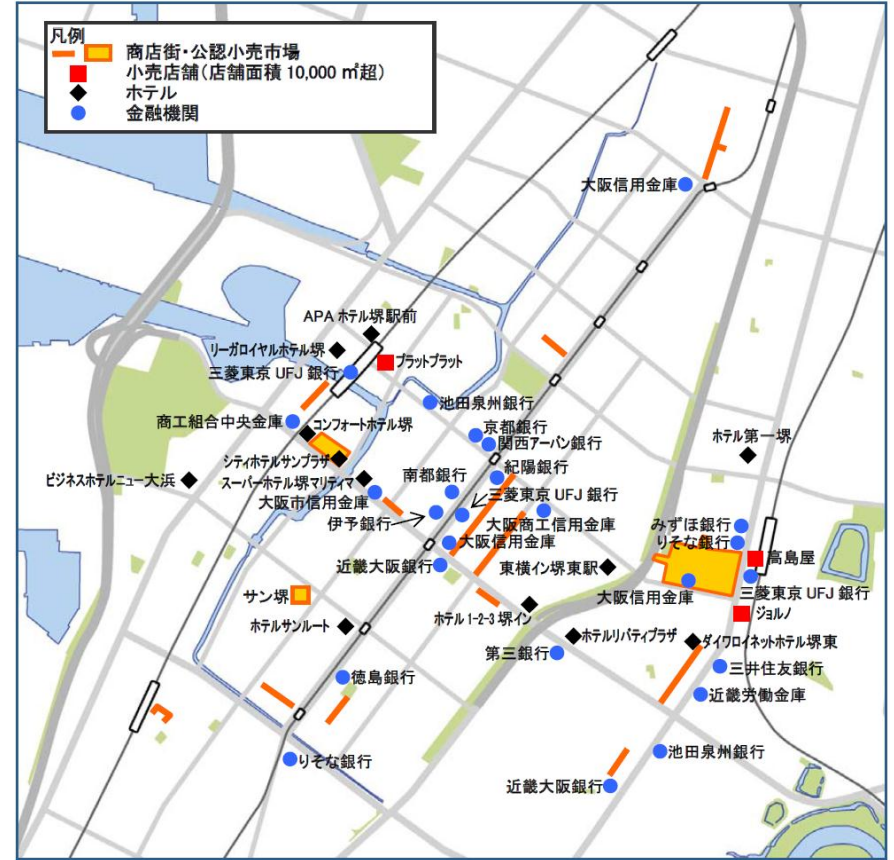 凡例
商店街・公認小売市場
小売店舗(店舗面積 10,000 ㎡超)
ホテル
金融機関
大阪信用金庫
APA ホテル堺駅前
リーガロイヤルホテル堺
プラットプラット
三菱東京 UFJ 銀行
池田泉州銀行
商工組合中央金庫
コンフォートホテル堺
京都銀行
関西アーバン銀行
ホテル第一堺
シティホテルサンプラザ
ビジネスホテルニュー大浜
スーパーホテル堺マリティマ
南都銀行
紀陽銀行
三菱東京 UFJ 銀行
大阪市信用金庫
伊予銀行
大阪商工信用金庫
みずほ銀行
りそな銀行
大阪信用金庫
高島屋
近畿大阪銀行
東横イン堺東駅
大阪信用金庫
三菱東京 UFJ 銀行
サン堺
ホテル 1-2-3 堺イン
ジョルノ
ホテルサンルート
ホテルリバティプラザ
ダイワロイネットホテル堺東
第三銀行
三井住友銀行
徳島銀行
近畿労働金庫
りそな銀行
池田泉州銀行
近畿大阪銀行